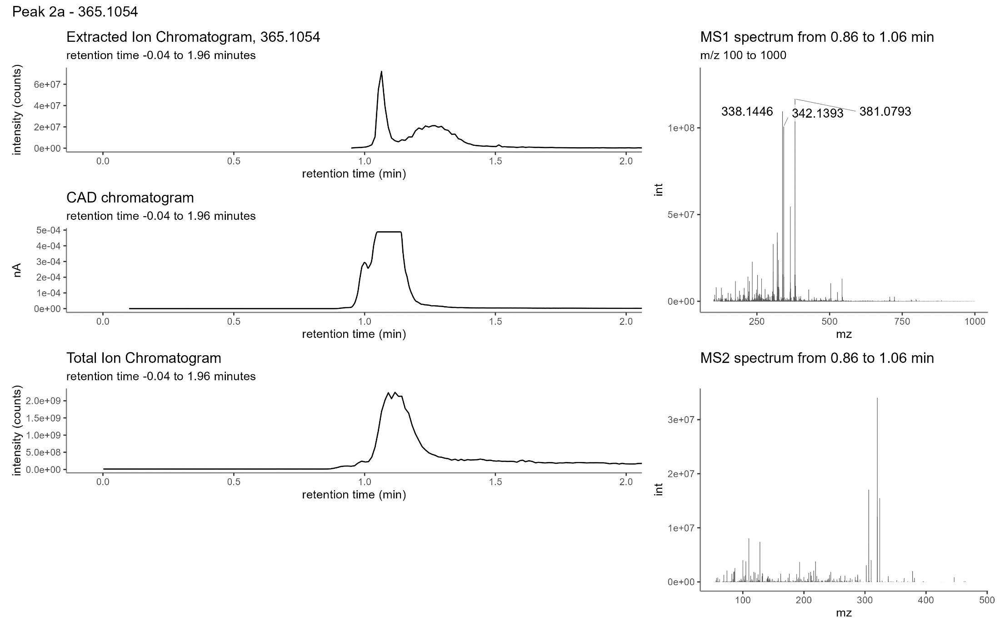 Peak 2a - 365.1054
Extracted Ion Chromatogram, 365.1054
retention time -0.04 to 1.96 minutes
intensity (counts)
6e+07
4e+07
2e+07
0e+00
0.0 0.5 1.0 1.5 2.0
retention time (min)
CAD chromatogram
retention time -0.04 to 1.96 minutes
nA
5e-04
4e-04
3e-04
2e-04
1e-04
0e+00
0.0 0.5 1.0 1.5 2.0
retention time (min)
Total Ion Chromatogram
retention time -0.04 to 1.96 minutes
intensity (counts)
2.0e+09
1.5e+09
1.0e+09
5.0e+08
0.0e+00
0.0 0.5 1.0 1.5 2.0
retention time (min)
MS1 spectrum from 0.86 to 1.06 min
m/z 100 to 1000
338.1446 342.1393 381.0793
int
1e+08
5e+07
0e+00
250 500 750 1000
mz
MS2 spectrum from 0.86 to 1.06 min
int
3e+07
2e+07
1e+07
0e+00
100 200 300 400 500
mz